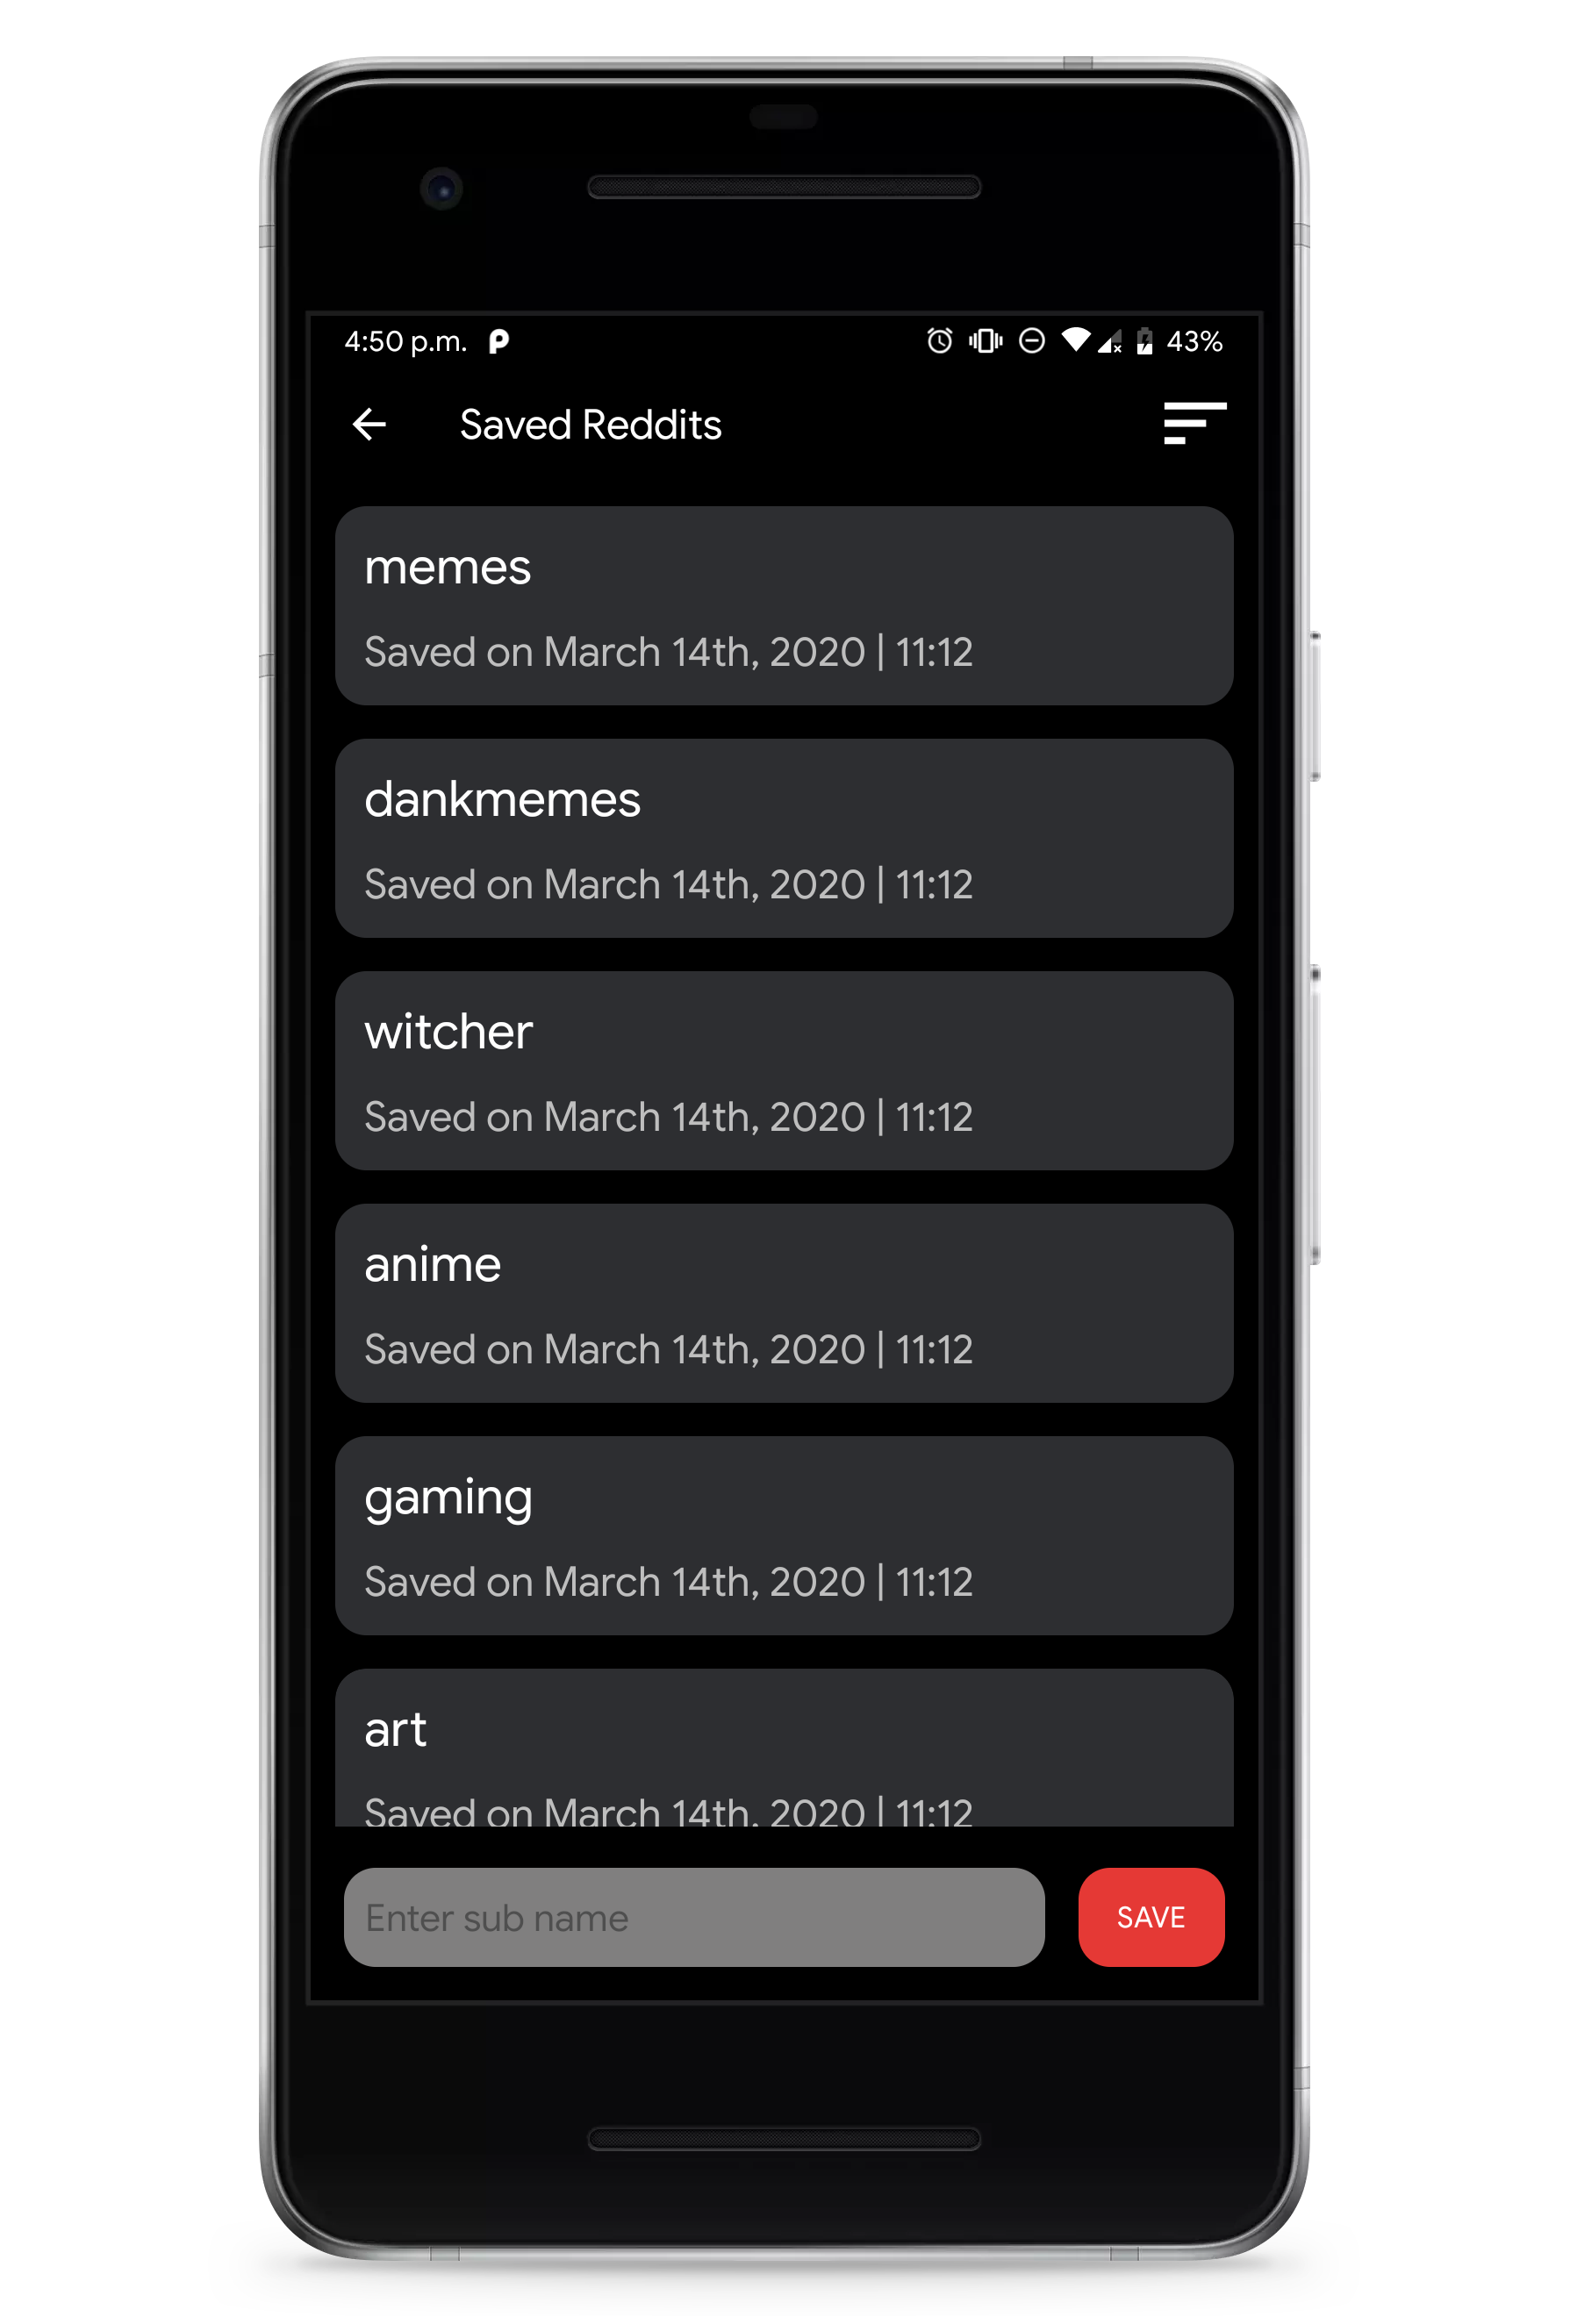 4:50 p.m. 43%
Saved Reddits
memes
Saved on March 14th, 2020 | 11:12
dankmemes
Saved on March 14th, 2020 | 11:12
witcher
Saved on March 14th, 2020 | 11:12
anime
Saved on March 14th, 2020 | 11:12
gaming
Saved on March 14th, 2020 | 11:12
art
Saved on March 14th, 2020 | 11:12
Enter sub name
SAVE